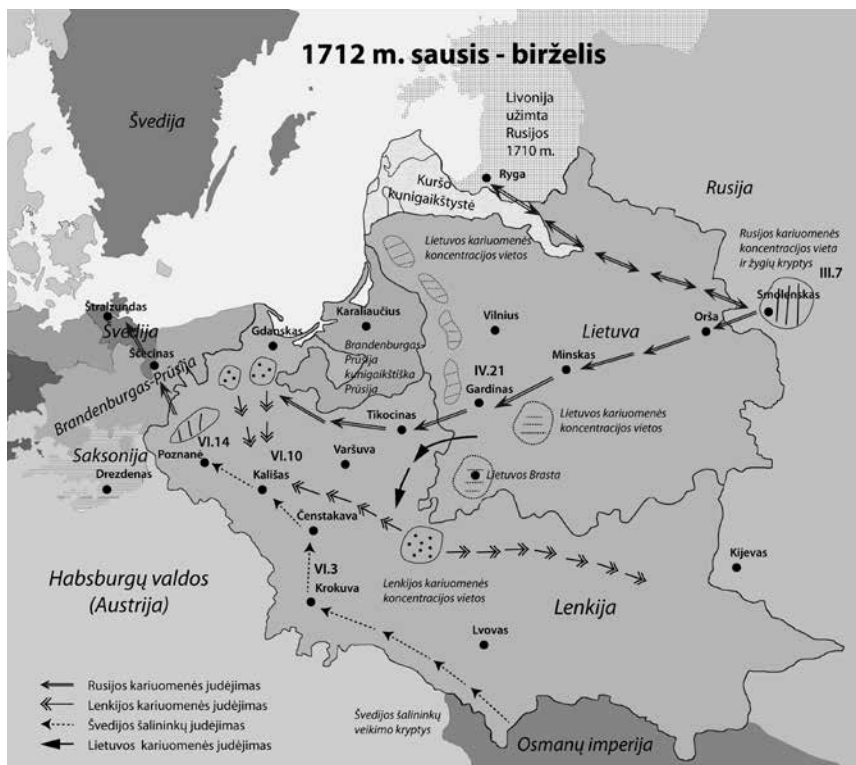 1712 m. sausis - birželis
Švedija
Livonija
užimta
Rusijos
1710 m.
Ryga
Kuršo
kunigaikštystė
Rusija
Lietuvos kariuomenės
koncentracijos vietos
Rusijos kariuomenės
koncentracijos vieta
ir žygių kryptys
III.7
Smolenskas
Štralzundas
Švedija
Ščecinas
Brandenburgas-Prūsija
Gdanskas
Karaliaučius
Brandenburgas-
Prūsija
kunigaikštiška
Prūsija
Vilnius
Lietuva
Orša
Minskas
IV.21
Gardinas
Tikocinas
Lietuvos kariuomenės
koncentracijos vietos
Saksonija
Drezdenas
VI.14
Poznanė
VI.10
Kališas
Varšuva
Lietuvos Brasta
Čenstakava
VI.3
Krokuva
Lenkijos kariuomenės
koncentracijos vietos
Kijevas
Habsburgų valdos
(Austrija)
Lenkija
Lvovas
Švedijos šalininkų
veikimo kryptys
Osmanų imperija
Rusijos kariuomenės judėjimas
Lenkijos kariuomenės judėjimas
Švedijos šalininkų judėjimas
Lietuvos kariuomenės judėjimas